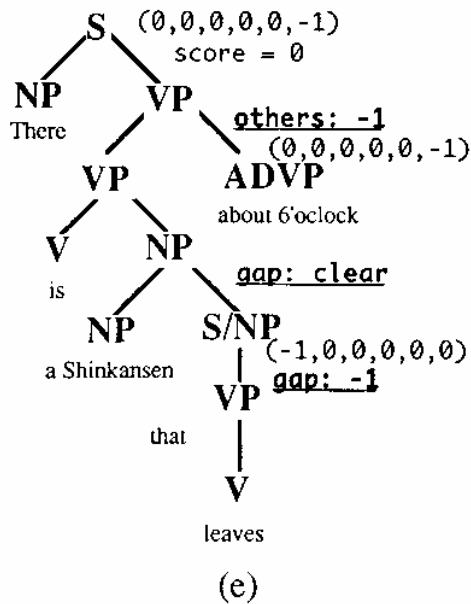 S (0,0,0,0,0,-1)
score = 0
NP VP
There
others: -1
(0,0,0,0,0,-1)
VP ADVP
about 6'oclock
V NP
is
gap: clear
NP S/NP
(-1,0,0,0,0,0)
a Shinkansen
gap: -1
VP
that
V
leaves
(e)